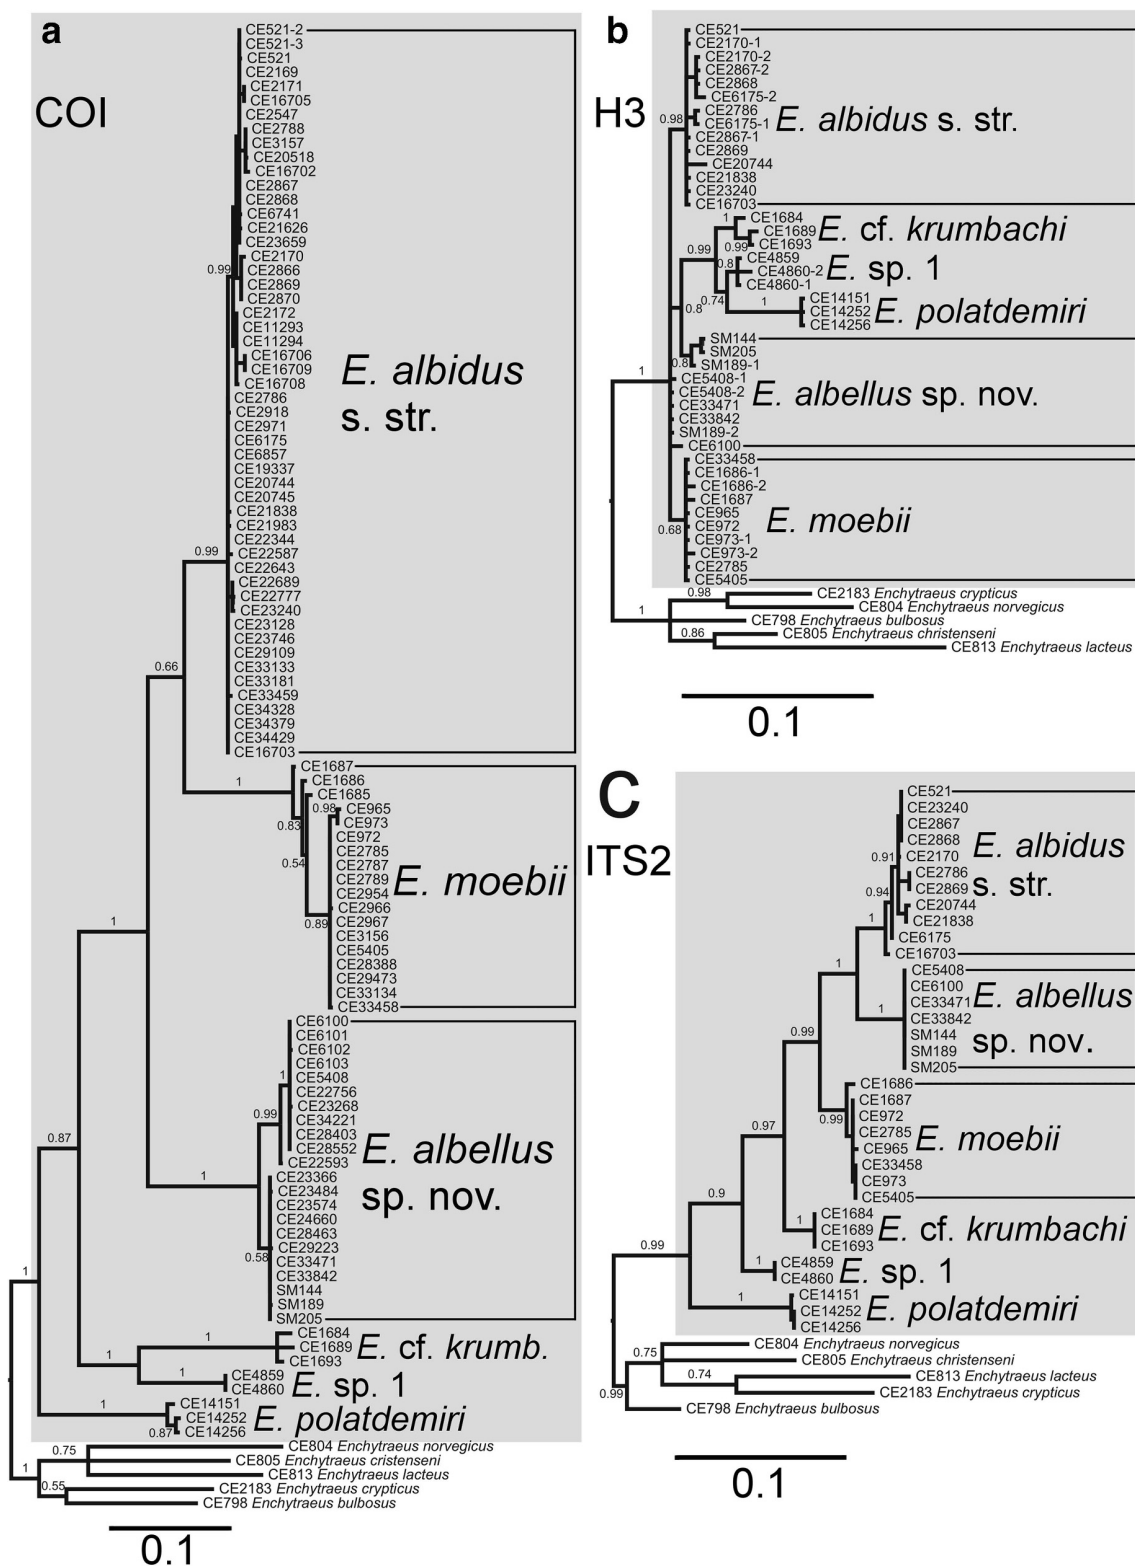 a
COI
CE521-2
CE521-3
CE521
CE2169
CE2171
CE16705
CE2547
CE2788
CE3157
CE20518
CE16702
CE2867
CE2868
CE6741
CE21626
CE23659
CE2170
0.99
CE2866
CE2869
CE2870
CE2172
CE11293
CE11294
CE16706
CE16709
CE16708
E. albidus
s. str.
CE2786
CE2918
CE2971
CE6175
CE6857
CE19337
CE20744
CE20745
CE21838
CE21983
CE22344
0.99
CE22587
CE22643
CE22689
CE22777
CE23240
CE23128
CE23746
CE29109
CE33133
0.66
CE33181
CE33459
CE34328
CE34379
CE34429
CE16703
CE1687
1
CE1686
CE1685
0.98
CE965
0.83
CE973
CE972
CE2785
0.54
CE2787
CE2789
E. moebii
CE2954
CE2966
0.89
CE2967
1
CE3156
CE5405
CE28388
CE29473
CE33134
CE33458
CE6100
CE6101
CE6102
CE6103
1
CE5408
CE22756
CE23268
0.99
CE34221
CE28403
CE28552
CE22593
E. albellus
sp. nov.
0.87
1
CE23366
CE23484
CE23574
CE24660
CE28463
CE29223
0.58
CE33471
CE33842
SM144
SM189
SM205
1
1
CE1684
CE1689
CE1693
E. cf. krumb.
1
CE4859
CE4860
E. sp. 1
1
CE14151
CE14252
0.87
CE14256
E. polatdemiri
0.75
CE804 Enchytraeus norvegicus
CE805 Enchytraeus cristenseni
1
CE813 Enchytraeus lacteus
0.55
CE2183 Enchytraeus crypticus
CE798 Enchytraeus bulbosus
0.1
b
H3
CE521
CE2170-1
CE2170-2
CE2867-2
CE2868
CE6175-2
CE2786
0.98
CE6175-1
E. albidus s. str.
CE2867-1
CE2869
CE20744
CE21838
CE23240
CE16703
1
CE1684
CE1689
0.99
CE1693
E. cf. krumbachi
0.99
0.8
CE4859
CE4860-2
CE4860-1
E. sp. 1
0.74
1
CE14151
CE14252
CE14256
E. polatdemiri
0.8
SM144
SM205
0.8
SM189-1
1
CE5408-1
CE5408-2
E. albellus sp. nov.
CE33471
CE33842
SM189-2
CE6100
CE33458
CE1686-1
CE1686-2
CE1687
CE965
E. moebii
0.68
CE972
CE973-1
CE973-2
CE2785
CE5405
0.98
CE2183 Enchytraeus crypticus
CE804 Enchytraeus norvegicus
1
CE798 Enchytraeus bulbosus
0.86
CE805 Enchytraeus christenseni
CE813 Enchytraeus lacteus
0.1
C
ITS2
CE521
CE23240
CE2867
CE2868
0.91
CE2170
CE2786
0.94
CE2869
CE20744
CE21838
CE6175
CE16703
E. albidus
s. str.
1
1
CE5408
CE6100
CE33471
1
CE33842
SM144
SM189
SM205
E. albellus
sp. nov.
0.99
CE1686
CE1687
0.99
CE972
CE2785
CE965
CE33458
CE973
CE5405
E. moebii
0.97
1
CE1684
CE1689
CE1693
E. cf. krumbachi
0.9
1
CE4859
CE4860
E. sp. 1
0.99
1
CE14151
CE14252
CE14256
E. polatdemiri
CE804 Enchytraeus norvegicus
0.75
CE805 Enchytraeus christenseni
0.74
CE813 Enchytraeus lacteus
CE2183 Enchytraeus crypticus
0.99
CE798 Enchytraeus bulbosus
0.1